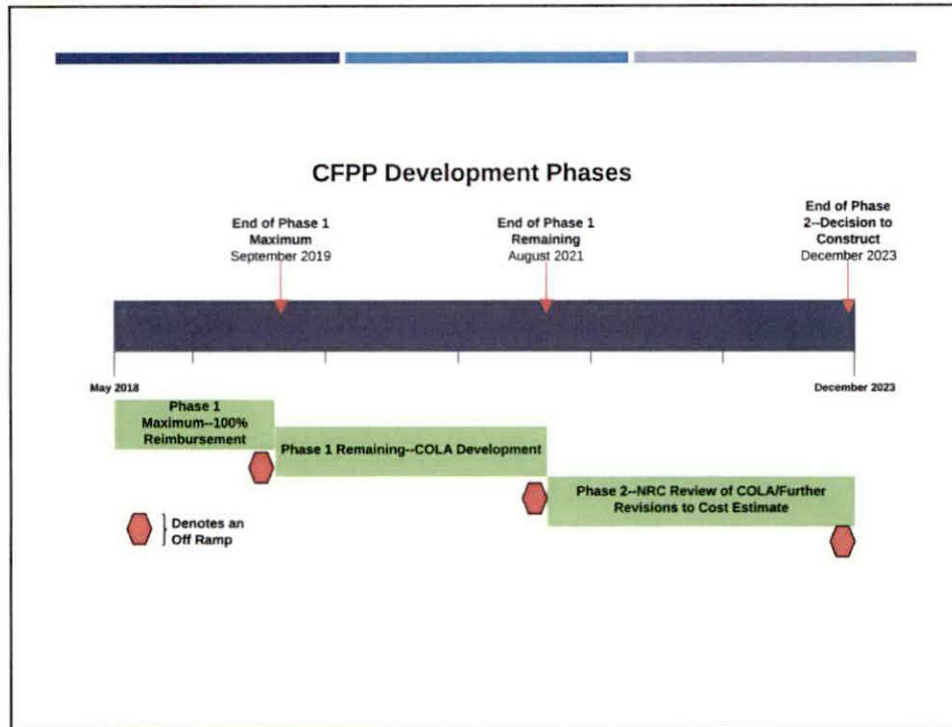 CFPP Development Phases
End of Phase 1
Maximum
September 2019
End of Phase 1
Remaining
August 2021
End of Phase
2--Decision to
Construct
December 2023
May 2018
December 2023
Phase 1
Maximum--100%
Reimbursement
Phase 1 Remaining--COLA Development
Phase 2--NRC Review of COLA/Further
Revisions to Cost Estimate
Denotes an
Off Ramp